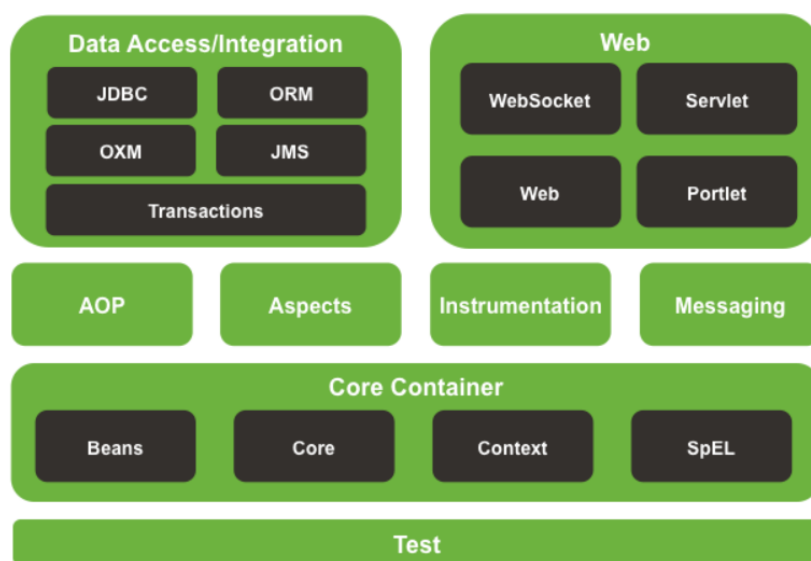 Data Access/Integration
JDBC
ORM
OXM
JMS
Transactions
Web
WebSocket
Servlet
Web
Portlet
AOP
Aspects
Instrumentation
Messaging
Core Container
Beans
Core
Context
SpEL
Test